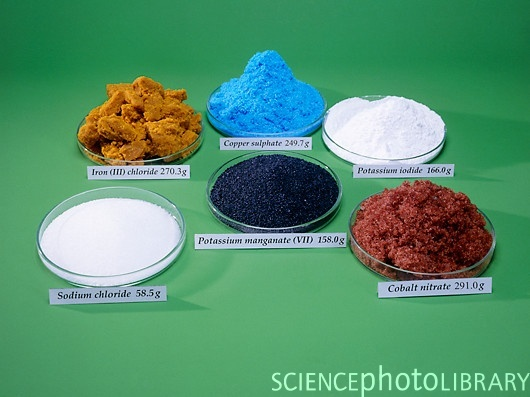 Copper sulphate 249.7g
Iron (III) chloride 270.3g
Potassium iodide 166.0g
Potassium manganate (VII) 158.0g
Sodium chloride 58.5g
Cobalt nitrate 291.0g
SCIENCEphotoLIBRARY